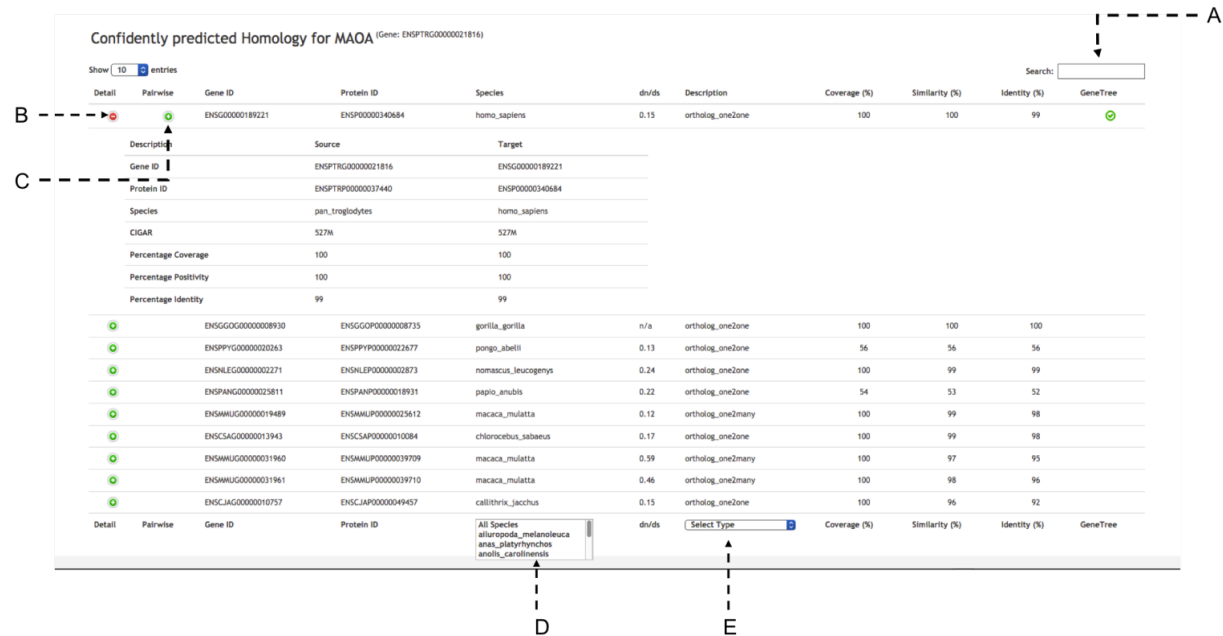 A
Confidently predicted Homology for MAOA (Gene: ENSPTRG00000021816)
Show 10 entries Search:
Detail Pairwise Gene ID Protein ID Species dn/ds Description Coverage (%) Similarity (%) Identity (%) GeneTree
B ENSG00000189221 ENSP00000340684 homo_sapiens 0.15 ortholog_one2one 100 100 99
Description Source Target
Gene ID ENSPTRG00000021816 ENSG00000189221
C
Protein ID ENSPTRP00000037440 ENSP00000340684
Species pan_troglodytes homo_sapiens
CIGAR 527M 527M
Percentage Coverage 100 100
Percentage Positivity 100 100
Percentage Identity 99 99
ENSGGOG00000008930 ENSGGOP00000008735 gorilla_gorilla n/a ortholog_one2one 100 100 100
ENSPPYG00000020263 ENSPPYP00000022677 pongo_abelii 0.13 ortholog_one2one 56 56 56
ENSNLEG00000002271 ENSNLEP00000002873 nomascus_leucogenys 0.24 ortholog_one2one 100 99 99
ENSPANG00000025811 ENSPANP00000018931 papio_anubis 0.22 ortholog_one2one 54 53 52
ENSMMUG00000019489 ENSMMUP00000025612 macaca_mulatta 0.12 ortholog_one2many 100 99 98
ENSCSAG00000013943 ENSCSAP00000010084 chlorocebus_sabaeus 0.17 ortholog_one2one 100 99 98
ENSMMUG00000031960 ENSMMUP00000039709 macaca_mulatta 0.59 ortholog_one2many 100 97 95
ENSMMUG00000031961 ENSMMUP00000039710 macaca_mulatta 0.46 ortholog_one2many 100 98 96
ENSCJAG00000010757 ENSCJAP00000049457 callithrix_jacchus 0.15 ortholog_one2one 100 96 92
Detail Pairwise Gene ID Protein ID All Species dn/ds Select Type Coverage (%) Similarity (%) Identity (%) GeneTree
ailuropoda_melanoleuca
anas_platyrhynchos
anolis_carolinensis
D E